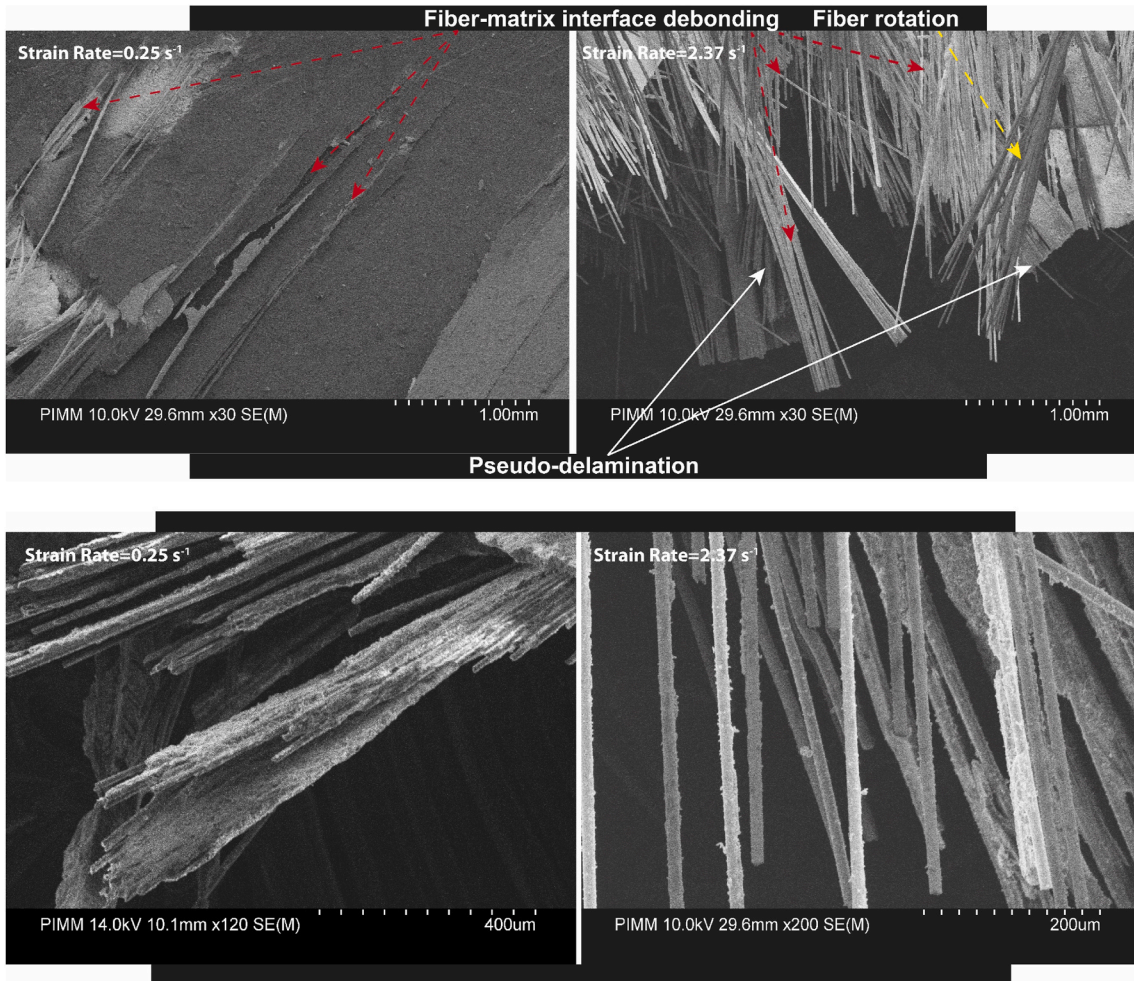 Fiber-matrix interface debonding Fiber rotation
Strain Rate=0.25 s⁻¹
Strain Rate=2.37 s⁻¹
PIMM 10.0kV 29.6mm x30 SE(M) 1.00mm
PIMM 10.0kV 29.6mm x30 SE(M) 1.00mm
Pseudo-delamination
Strain Rate=0.25 s⁻¹
Strain Rate=2.37 s⁻¹
PIMM 14.0kV 10.1mm x120 SE(M) 400um
PIMM 10.0kV 29.6mm x200 SE(M) 200um